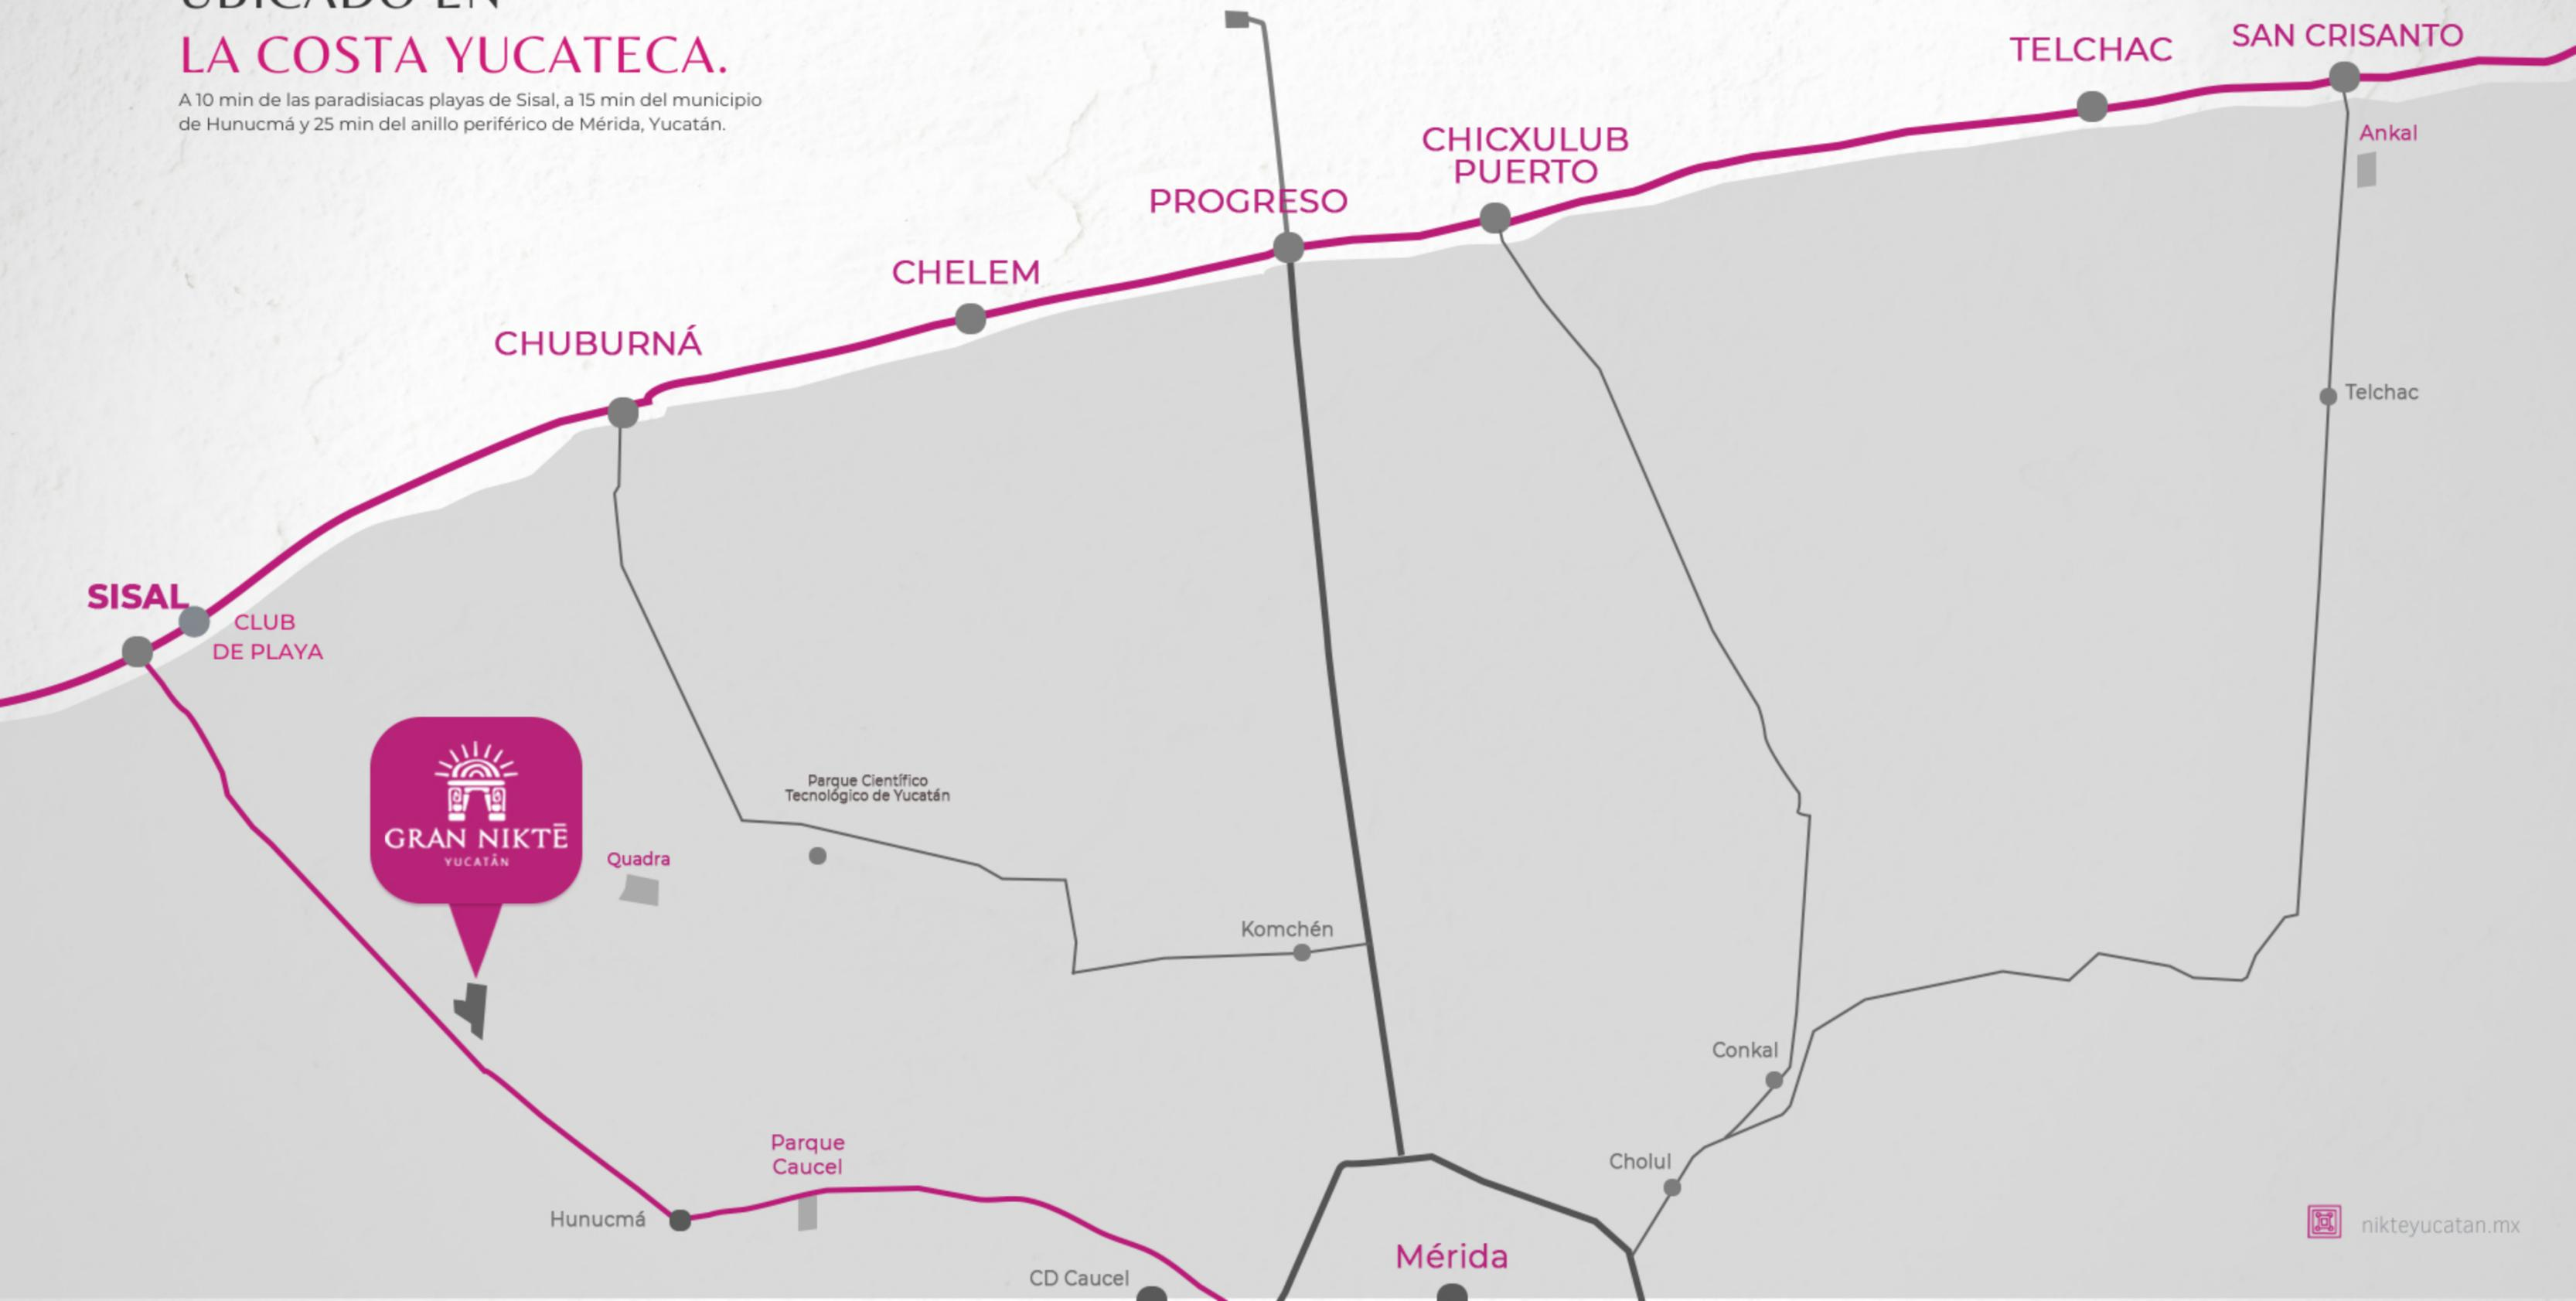 UBICADO EN
LA COSTA YUCATECA.
A 10 min de las paradisiacas playas de Sisal, a 15 min del municipio
de Hunucmá y 25 min del anillo periférico de Mérida, Yucatán.
SAN CRISANTO
TELCHAC
Ankal
CHICXULUB
PUERTO
PROGRESO
CHELEM
CHUBURNÁ
Telchac
SISAL
CLUB
DE PLAYA
GRAN NIKTĒ
YUCATÁN
Parque Científico
Tecnológico de Yucatán
Quadra
Komchén
Conkal
Parque
Caucel
Cholul
Hunucmá
Mérida
CD Caucel
nikteyucatan.mx